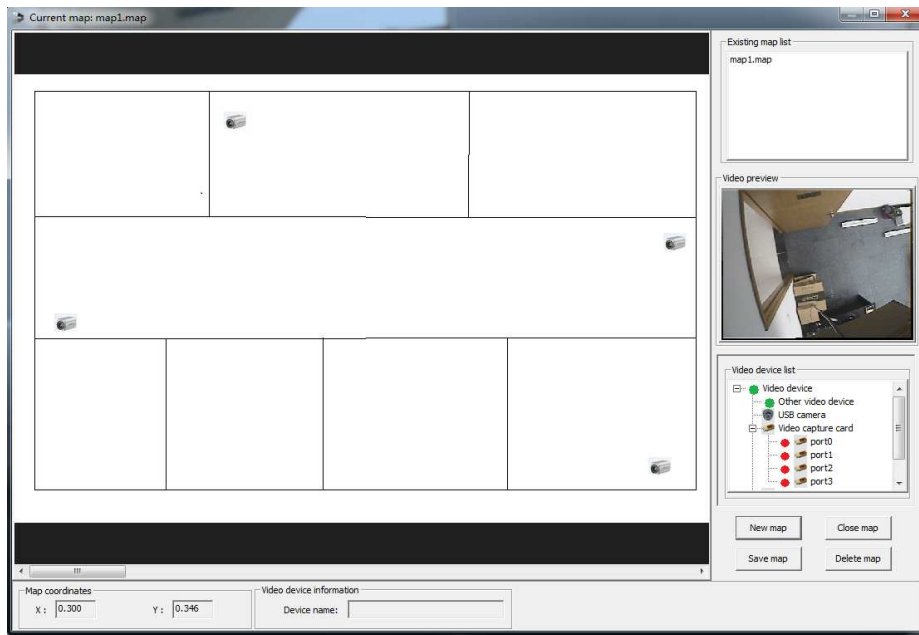 Current map: map1.map
Existing map list
map1.map
Video preview
Video device list
Video device
Other video device
USB camera
Video capture card
port0
port1
port2
port3
New map
Close map
Save map
Delete map
Map coordinates
X : 0.300
Y : 0.346
Video device information
Device name: